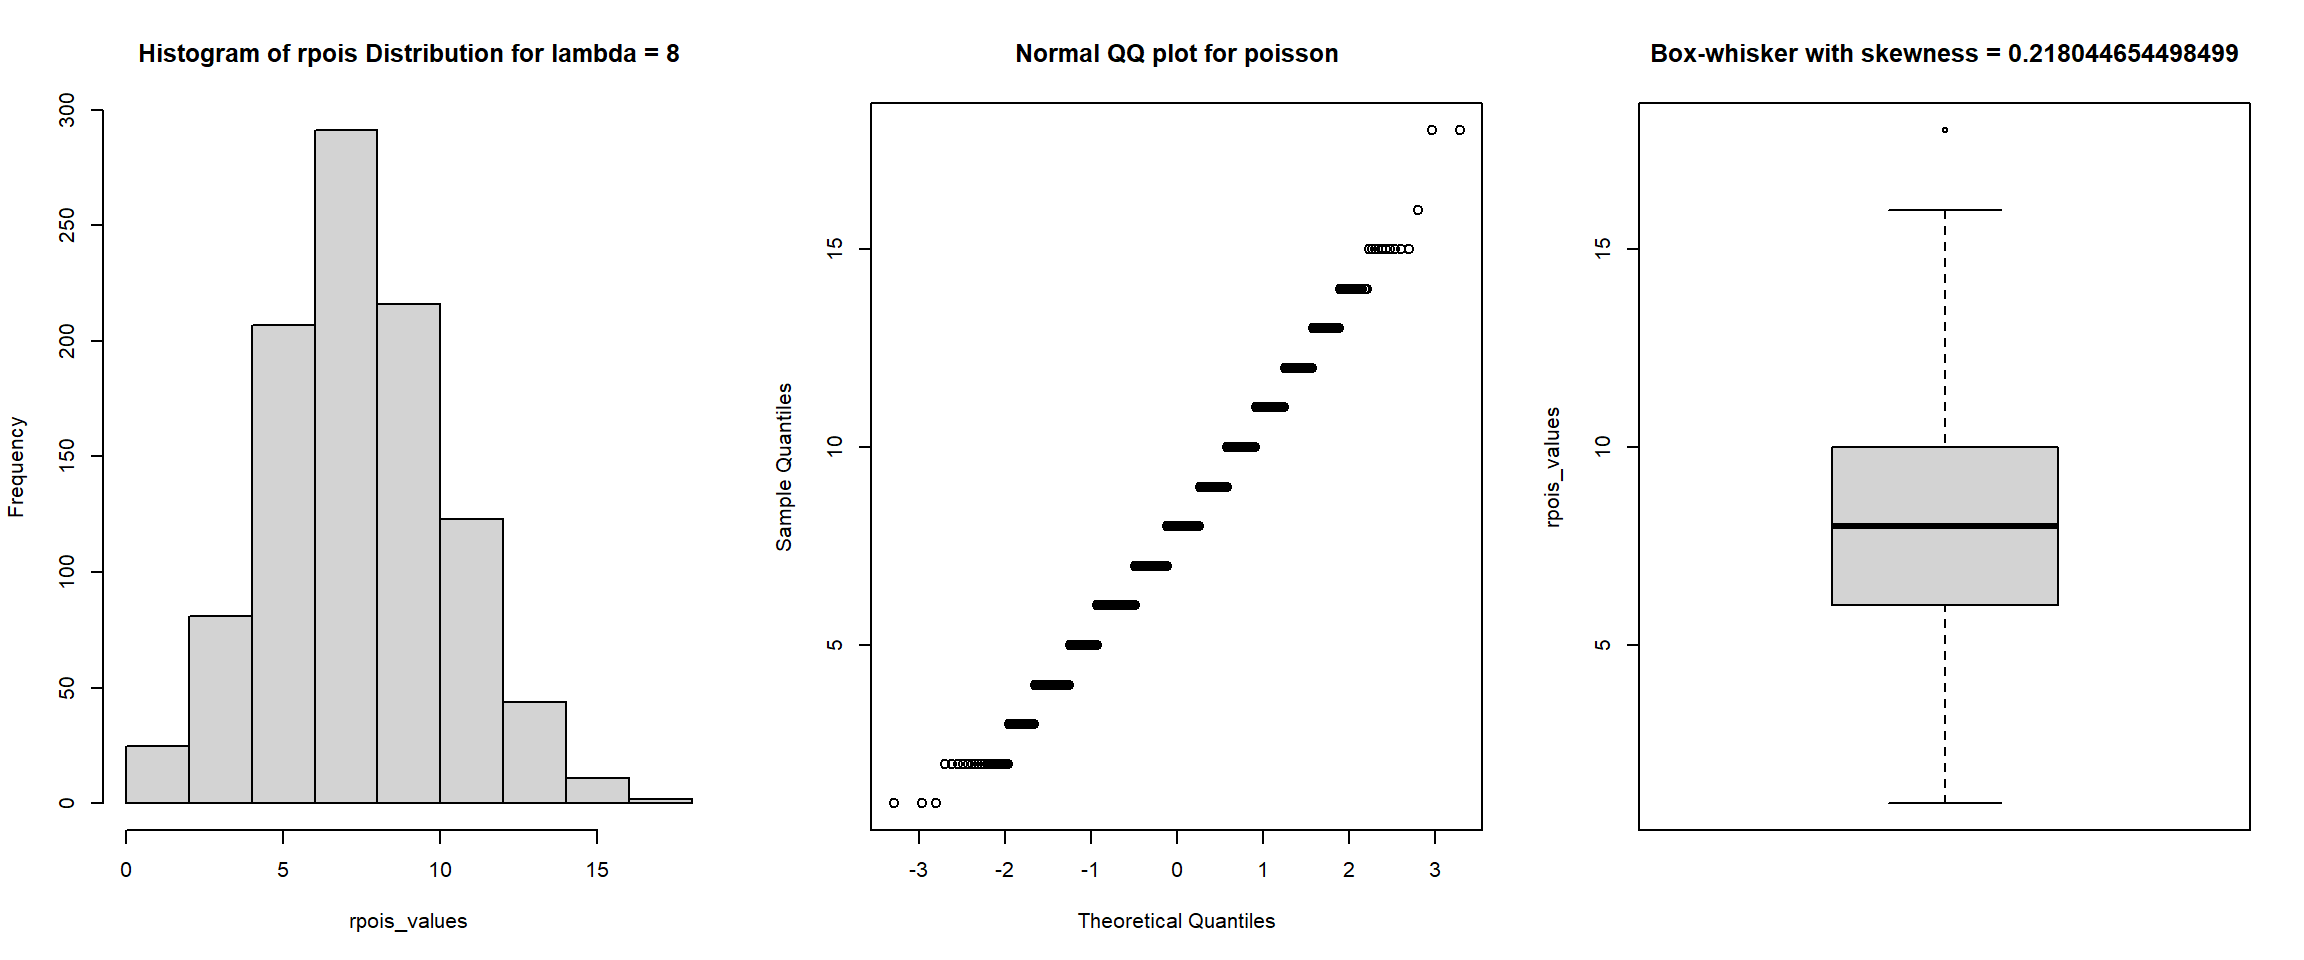 Histogram of rpois Distribution for lambda = 8
300
250
200
150
100
50
0
Frequency
0 5 10 15
rpois_values
Normal QQ plot for poisson
15
10
5
Sample Quantiles
-3 -2 -1 0 1 2 3
Theoretical Quantiles
Box-whisker with skewness = 0.218044654498499
15
10
5
rpois_values